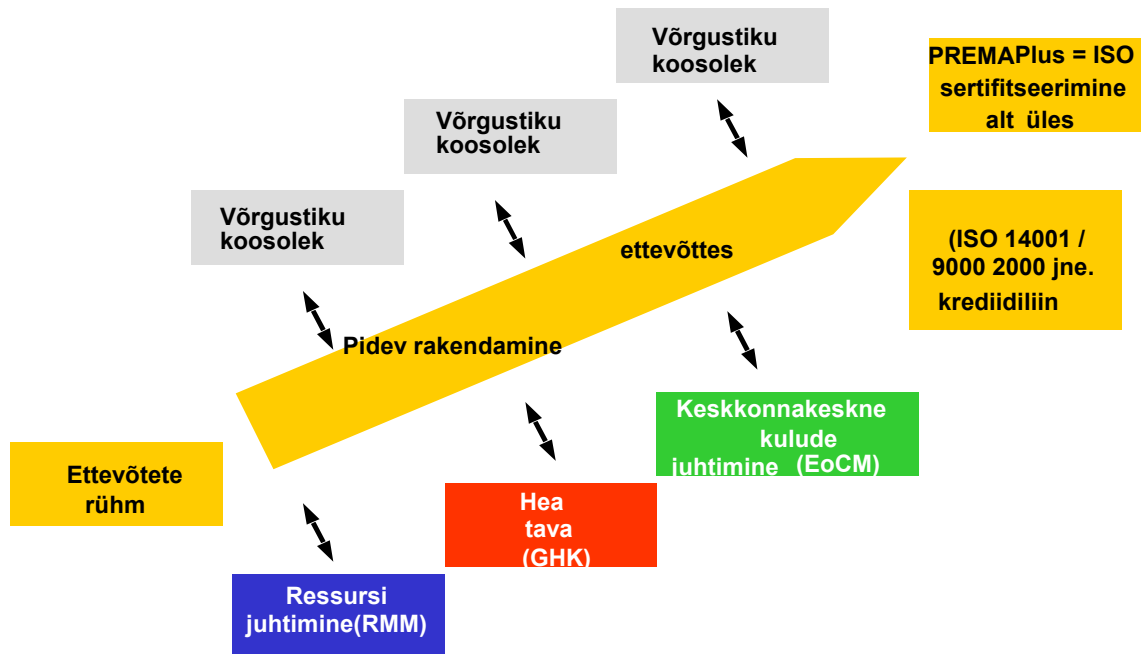 Võrgustiku
koosolek
PREMAPlus = ISO
sertifitseerimine
alt üles
Võrgustiku
koosolek
Võrgustiku
koosolek
ettevõttes
(ISO 14001 /
9000 2000 jne.
krediidiliin
Pidev rakendamine
Keskkonnakeskne
kulude
juhtimine (EoCM)
Ettevõtete
rühm
Hea
tava
(GHK)
Ressursi
juhtimine(RMM)